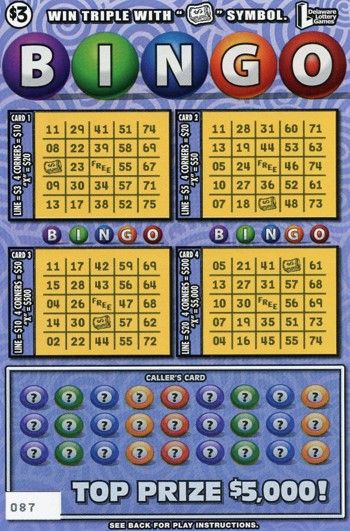 $3 WIN TRIPLE WITH " " SYMBOL.
Delaware
Lottery
Games
BINGO
CARD 1
LINE = $3 4 CORNERS = $10
"X" = $20
11 29 41 51 74
08 22 39 58 69
23 FREE 55 67
09 30 34 57 71
13 17 38 52 75
CARD 2
LINE = $5 4 CORNERS = $20
"X" = $50
11 28 31 60 71
13 19 44 53 63
05 24 FREE 46 74
10 27 36 52 61
07 18 48 73
BINGO
BINGO
CARD 3
LINE = $10 4 CORNERS = $50
"X" = $500
11 17 42 59 69
15 28 43 56 64
04 26 FREE 47 68
14 30 57 62
02 22 44 55 72
CARD 4
LINE = $20 4 CORNERS = $500
"X" = $5,000
05 21 41 61
13 27 31 57 68
10 30 FREE 56
07 19 35 55 73
04 16 45 55 74
CALLER'S CARD
? ? ? ? ? ? ? ? ?
? ? ? ? ? ? ? ? ?
? ? ? ? ? ? ? ? ?
087
TOP PRIZE $5,000!
SEE BACK FOR PLAY INSTRUCTIONS.